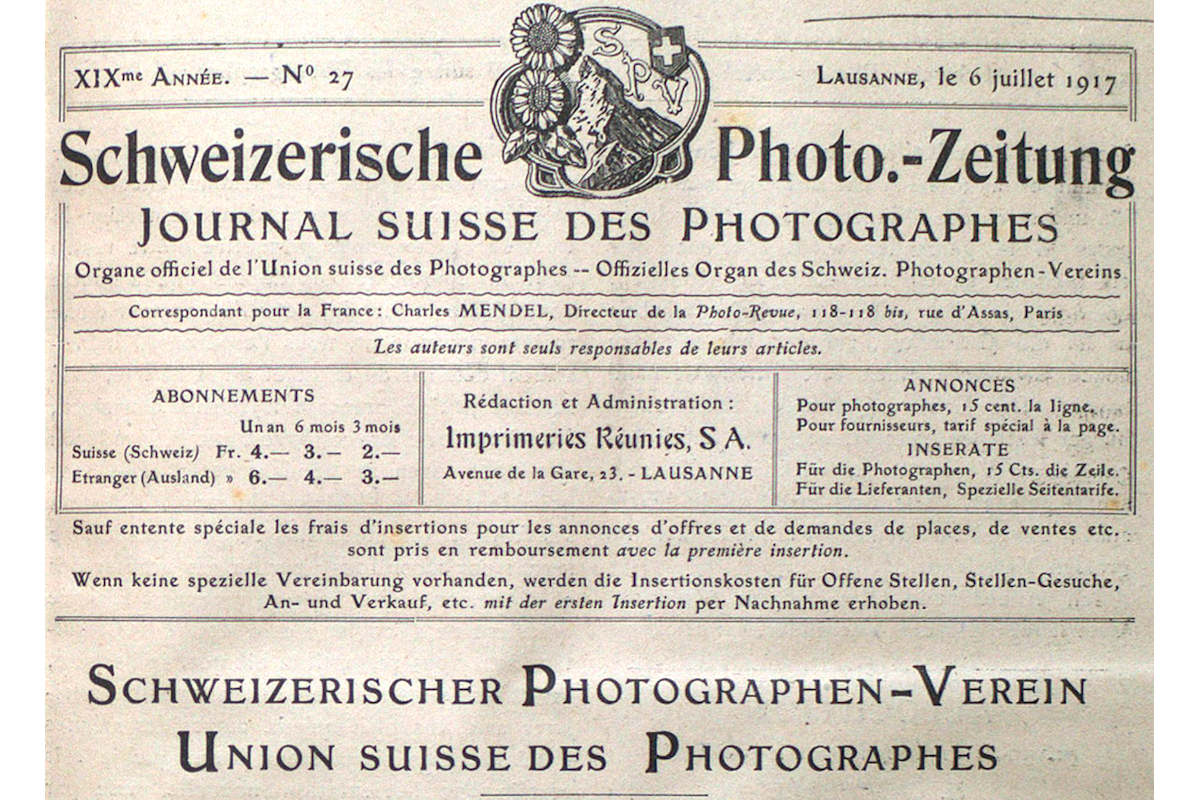 XIXme ANNÉE. — No 27
SPV
LAUSANNE, le 6 juillet 1917
Schweizerische Photo.-Zeitung
JOURNAL SUISSE DES PHOTOGRAPHES
Organe officiel de l'Union suisse des Photographes -- Offizielles Organ des Schweiz. Photographen-Vereins
Correspondant pour la France: Charles MENDEL, Directeur de la Photo-Revue, 118-118 bis, rue d'Assas, Paris
Les auteurs sont seuls responsables de leurs articles.
ABONNEMENTS
Un an 6 mois 3 mois
Suisse (Schweiz) Fr. 4.— 3.— 2.—
Etranger (Ausland) » 6.— 4.— 3.—
Rédaction et Administration :
Imprimeries Réunies, S A.
Avenue de la Gare, 23. - LAUSANNE
ANNONCES
Pour photographes, 15 cent. la ligne.
Pour fournisseurs, tarif spécial à la page.
INSERATE
Für die Photographen, 15 Cts. die Zeile.
Für die Lieferanten, Spezielle Seitentarife.
Sauf entente spéciale les frais d'insertions pour les annonces d'offres et de demandes de places, de ventes etc.
sont pris en remboursement avec la première insertion.
Wenn keine spezielle Vereinbarung vorhanden, werden die Insertionskosten für Offene Stellen, Stellen-Gesuche,
An- und Verkauf, etc. mit der ersten Insertion per Nachnahme erhoben.
SCHWEIZERISCHER PHOTOGRAPHEN-VEREIN
UNION SUISSE DES PHOTOGRAPHES